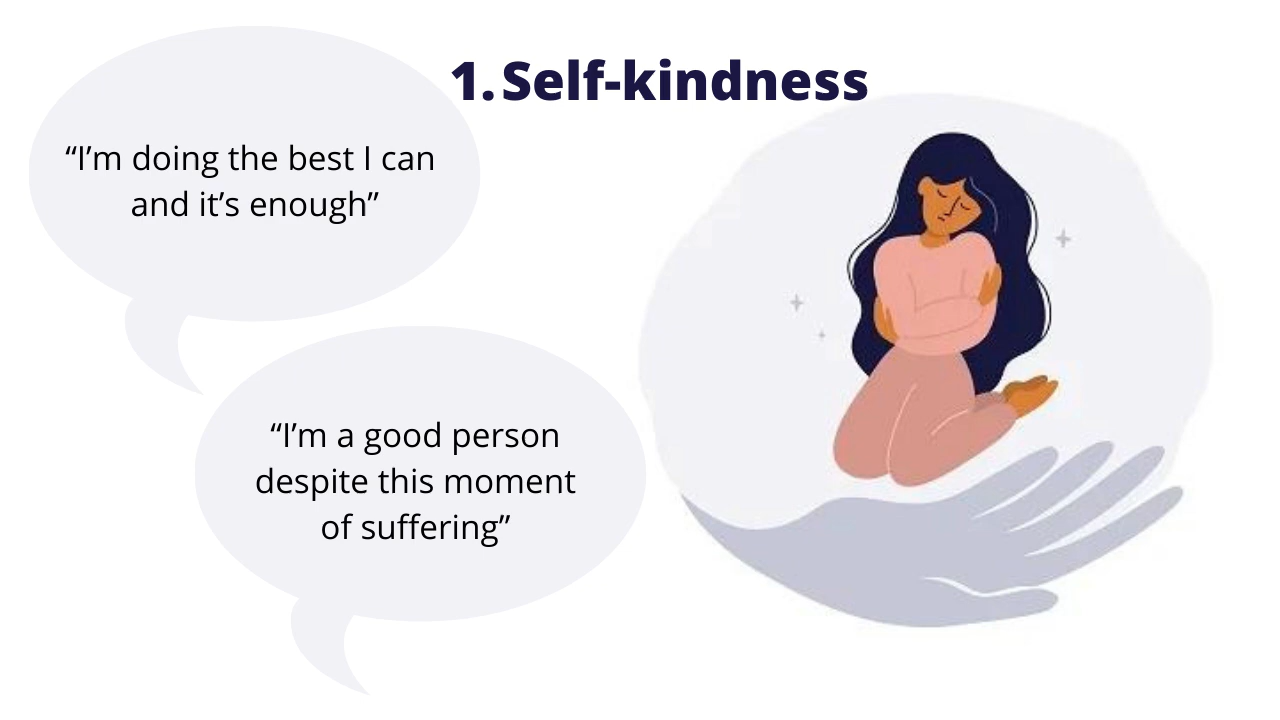 1. Self-kindness
“I’m doing the best I can
and it’s enough”
“I’m a good person
despite this moment
of suffering”